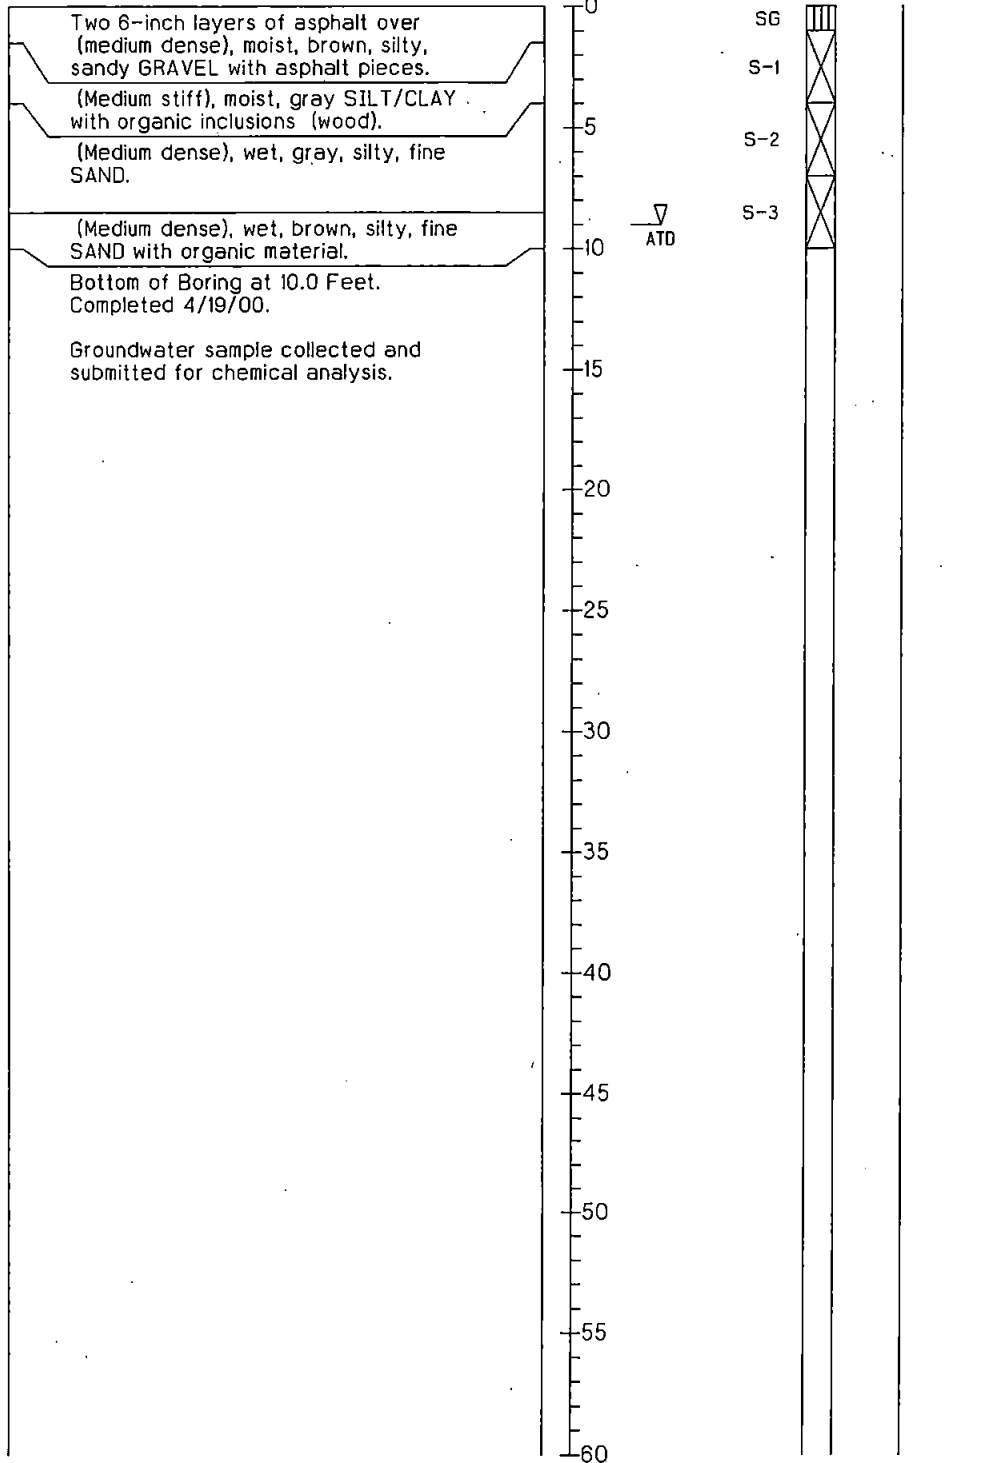 Two 6-inch layers of asphalt over
(medium dense), moist, brown, silty,
sandy GRAVEL with asphalt pieces.
(Medium stiff), moist, gray SILT/CLAY
with organic inclusions (wood).
(Medium dense), wet, gray, silty, fine
SAND.
(Medium dense), wet, brown, silty, fine
SAND with organic material.
Bottom of Boring at 10.0 Feet.
Completed 4/19/00.
Groundwater sample collected and
submitted for chemical analysis.
0
5
10
15
20
25
30
35
40
45
50
55
60
ATD
SG
S-1
S-2
S-3